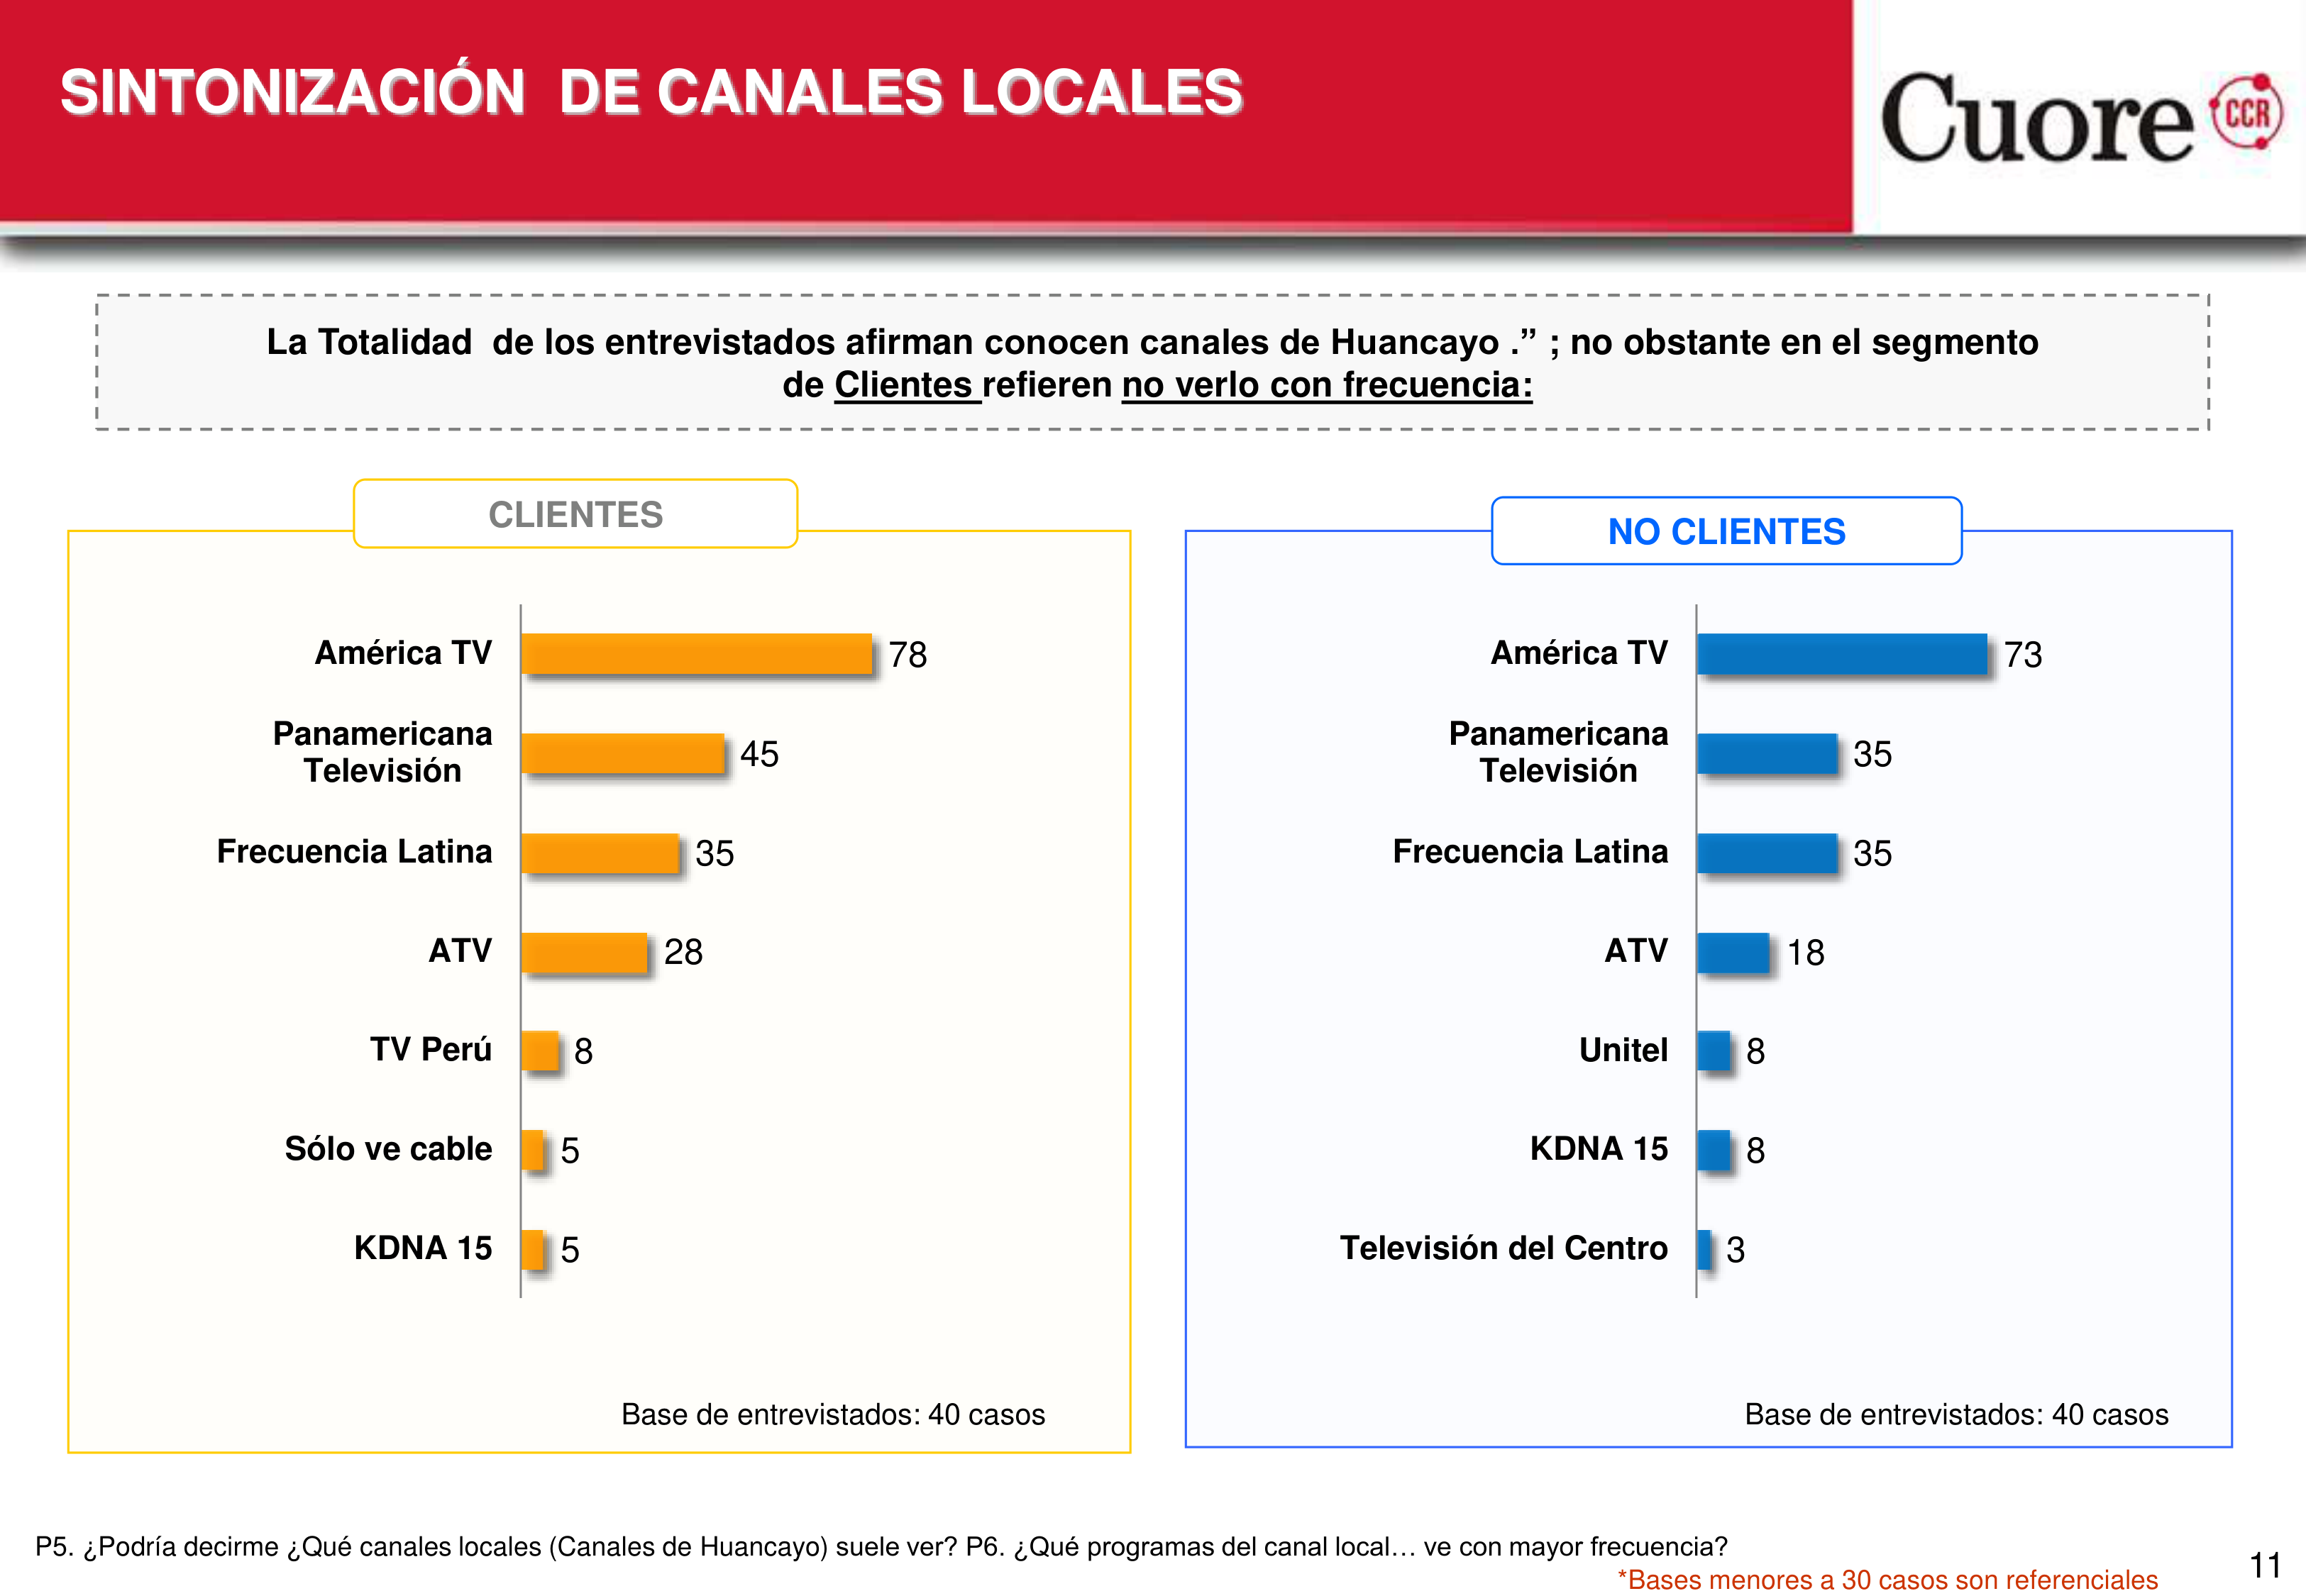 SINTONIZACIÓN  DE CANALES LOCALES
Cuore CCR
La Totalidad  de los entrevistados afirman conocen canales de Huancayo .” ; no obstante en el segmento
de Clientes refieren no verlo con frecuencia:
CLIENTES
América TV 78
Panamericana
Televisión 45
Frecuencia Latina 35
ATV 28
TV Perú 8
Sólo ve cable 5
KDNA 15 5
Base de entrevistados: 40 casos
NO CLIENTES
América TV 73
Panamericana
Televisión 35
Frecuencia Latina 35
ATV 18
Unitel 8
KDNA 15 8
Televisión del Centro 3
Base de entrevistados: 40 casos
P5. ¿Podría decirme ¿Qué canales locales (Canales de Huancayo) suele ver? P6. ¿Qué programas del canal local… ve con mayor frecuencia?
*Bases menores a 30 casos son referenciales
11